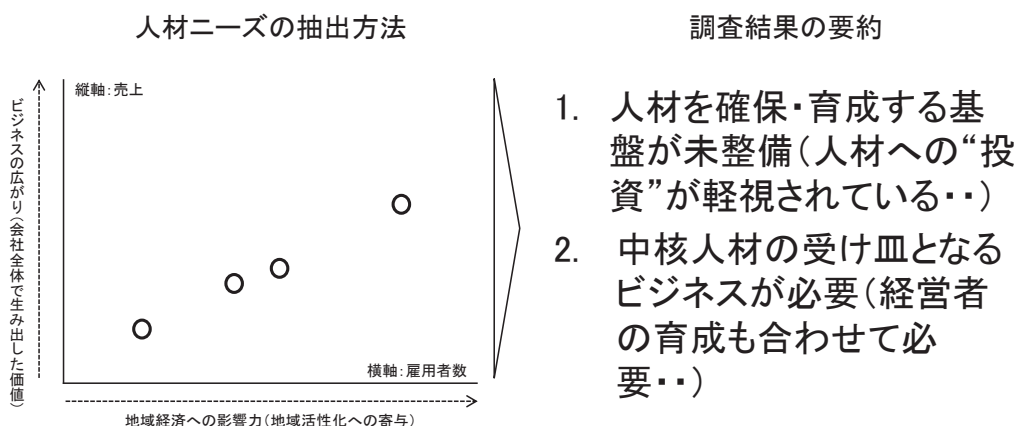 人材ニーズの抽出方法
縦軸：売上
ビジネスの広がり（会社全体で生み出した価値）
横軸：雇用者数
地域経済への影響力（地域活性化への寄与）
調査結果の要約
1. 人材を確保・育成する基
盤が未整備（人材への“投
資”が軽視されている・・）
2. 中核人材の受け皿となる
ビジネスが必要（経営者
の育成も合わせて必
要・・）